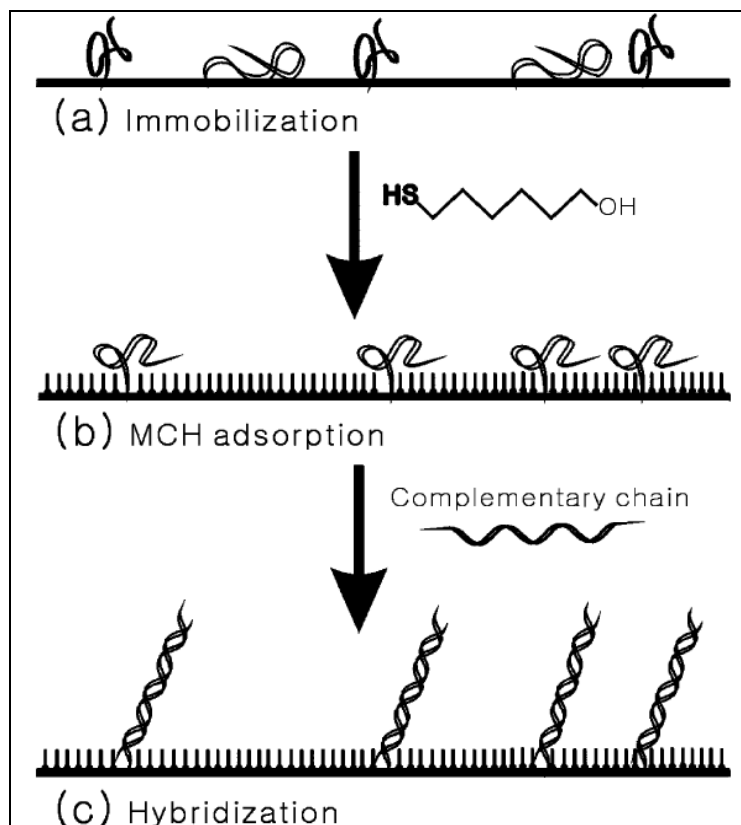 (a) Immobilization
HS
OH
(b) MCH adsorption
Complementary chain
(c) Hybridization